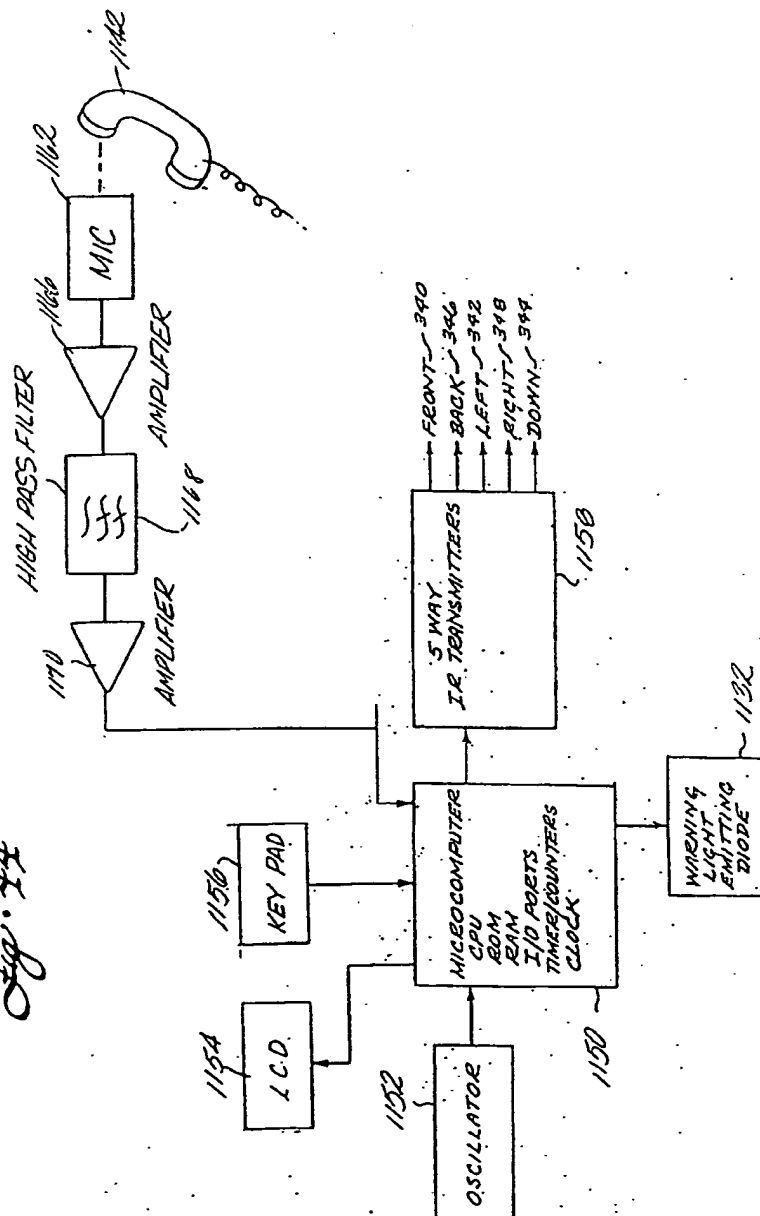 Fig. 44
1142
1162
MIC
1166
AMPLIFIER
HIGH PASS FILTER
1168
1170
AMPLIFIER
FRONT 340
BACK 346
LEFT 342
RIGHT 348
DOWN 344
5 WAY
I.R. TRANSMITTERS
1158
1156
KEY PAD
1154
L.C.D.
MICROCOMPUTER
CPU
ROM
RAM
I/O PORTS
TIMER/COUNTERS
CLOCK
1150
1152
OSCILLATOR
WARNING
LIGHT
EMITTING
DIODE
1132